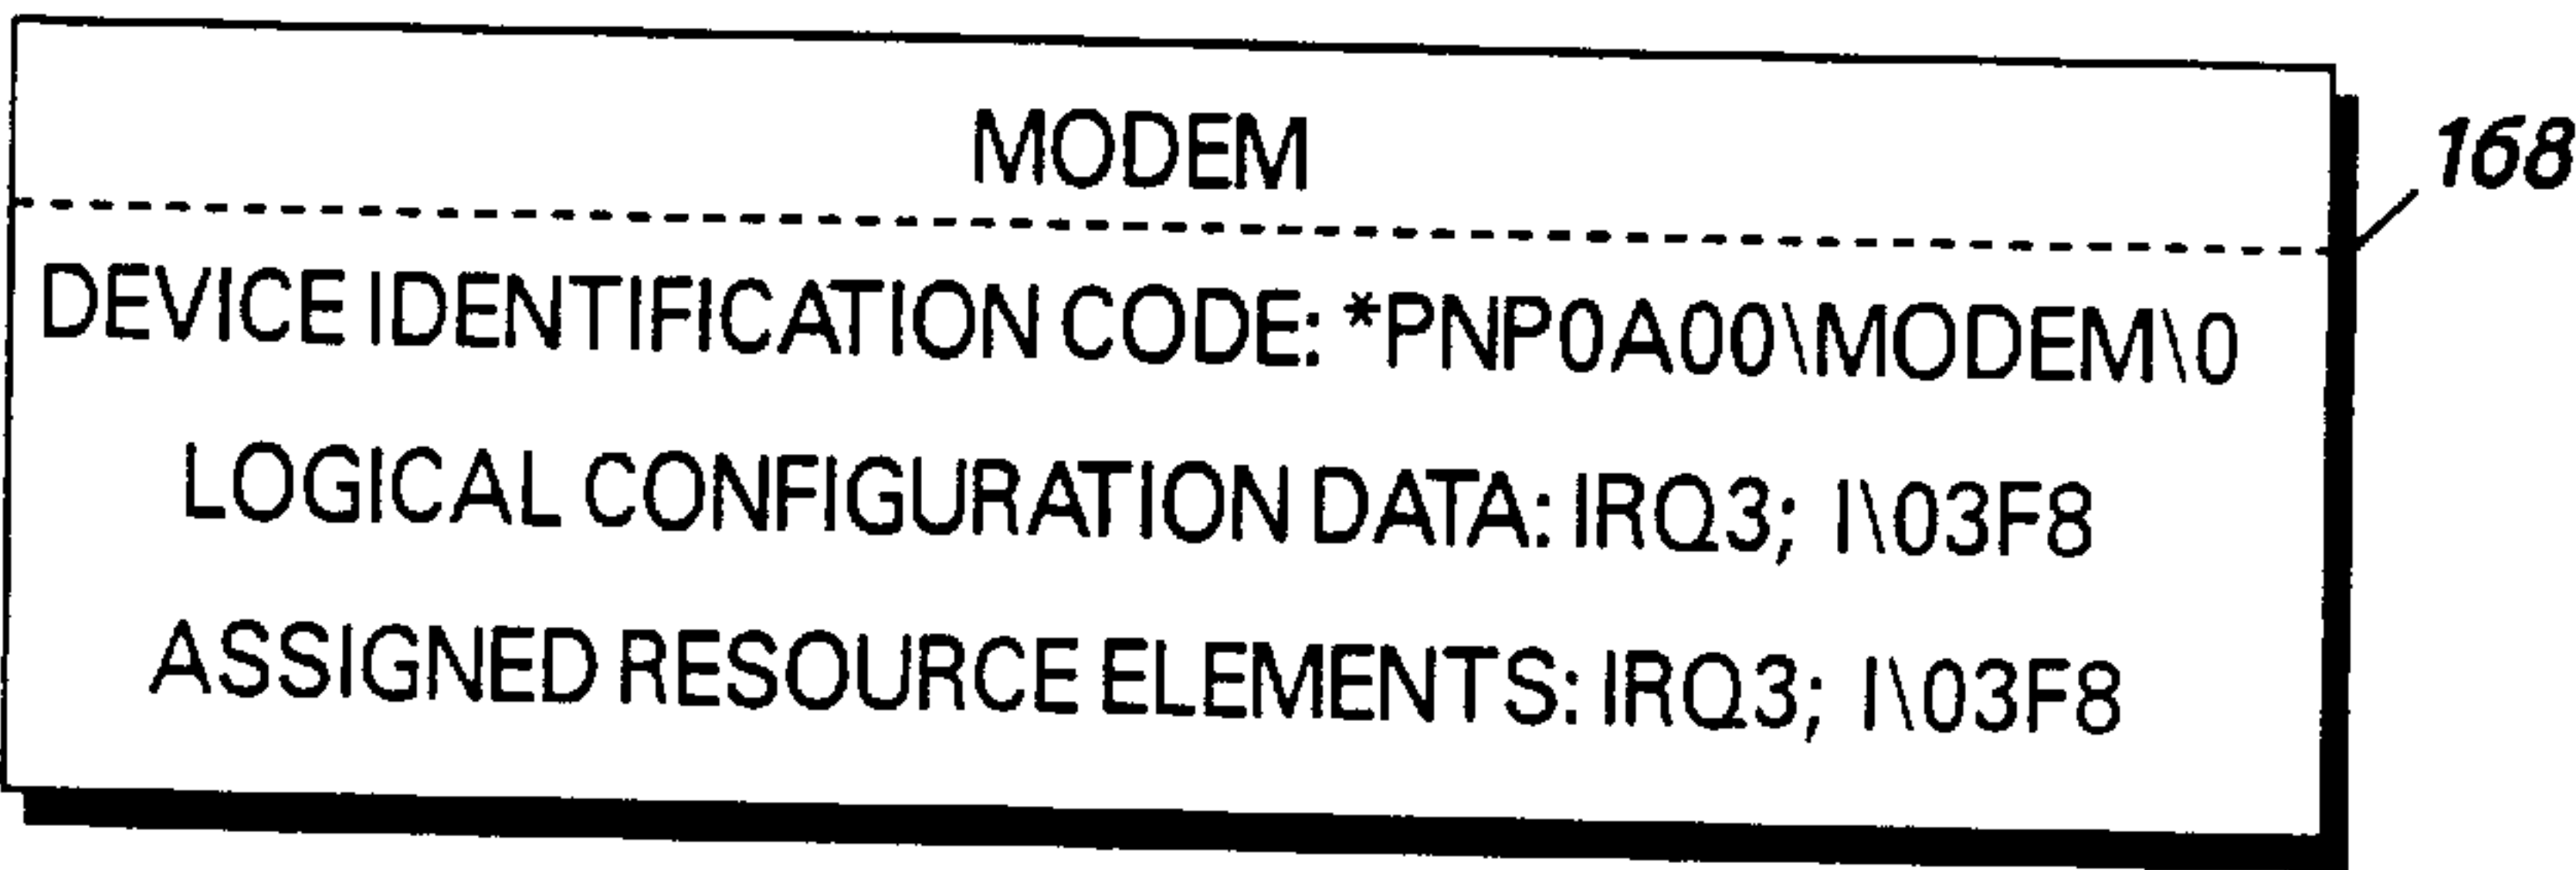 MODEM
168
DEVICE IDENTIFICATION CODE: *PNP0A00\MODEM\0
LOGICAL CONFIGURATION DATA: IRQ3; I\03F8
ASSIGNED RESOURCE ELEMENTS: IRQ3; I\03F8